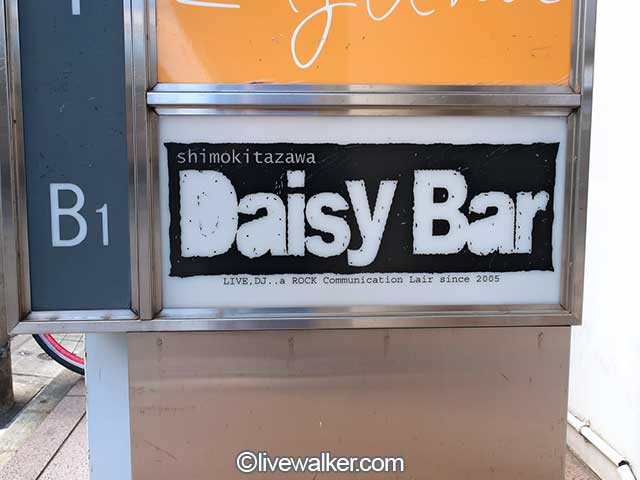 shimokitazawa
Daisy Bar
B1
LIVE,DJ..a ROCK Communication Lair since 2005
©livewalker.com